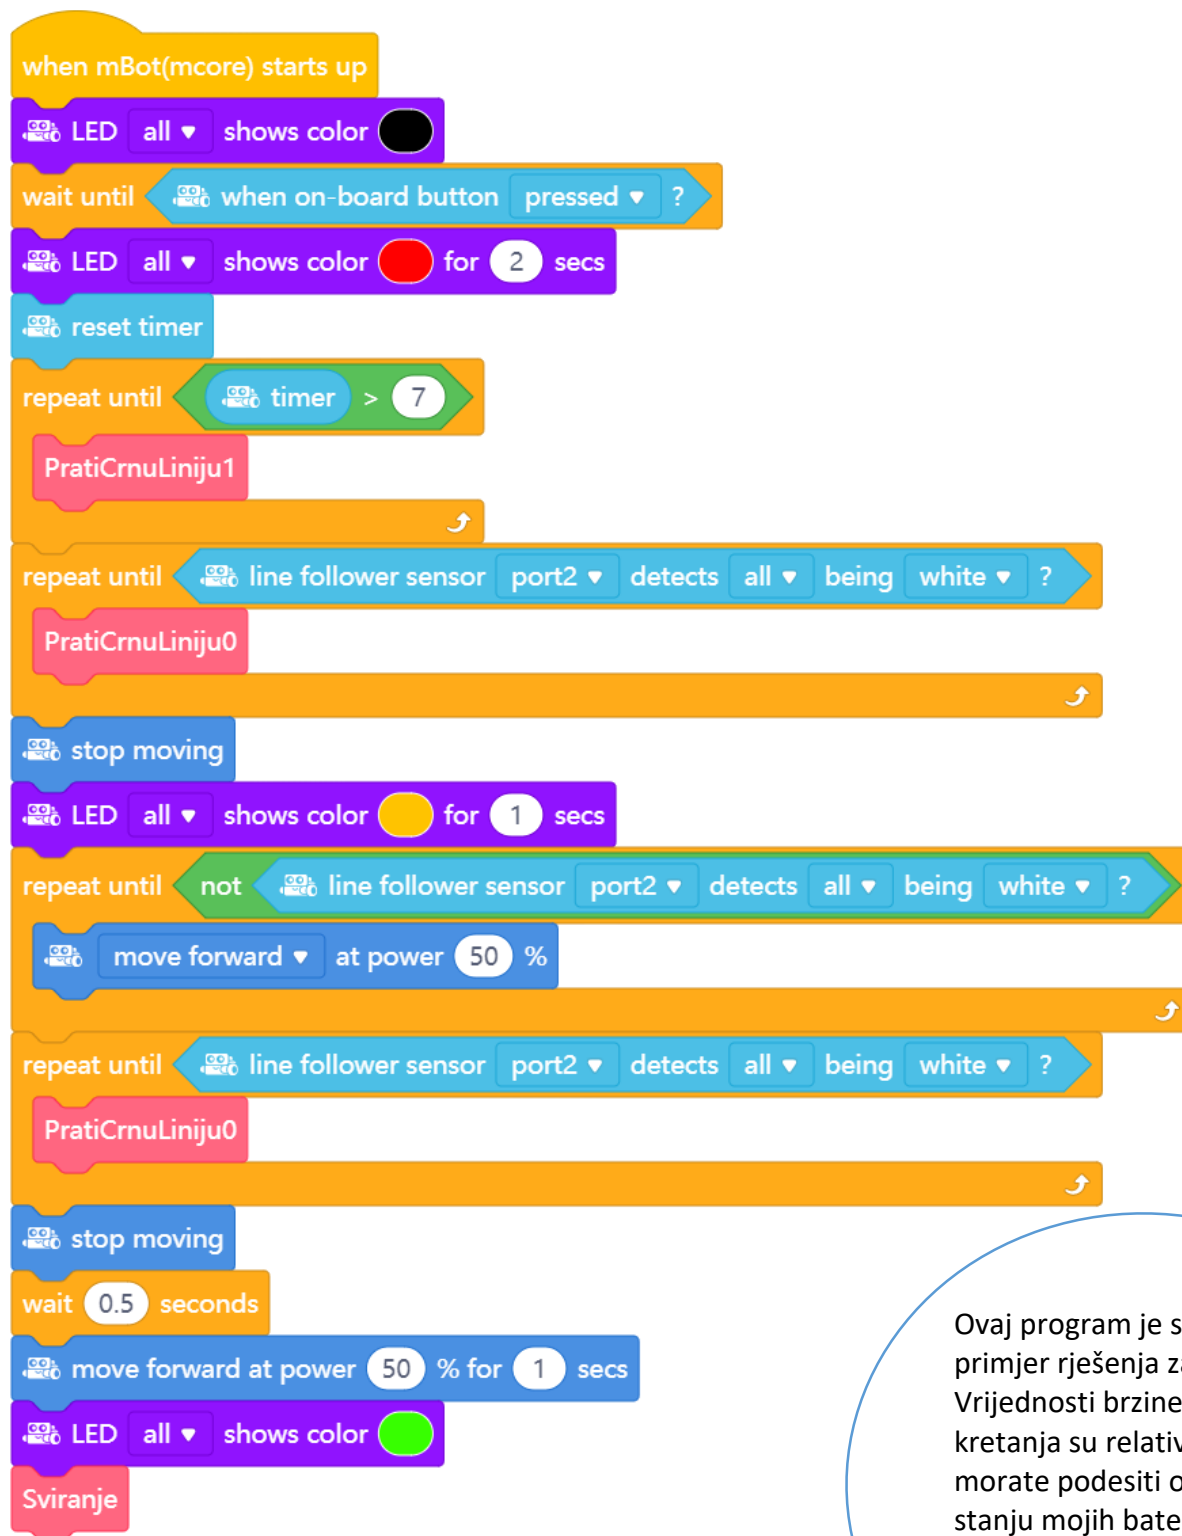 when mBot(mcore) starts up
LED all ▼ shows color
wait until when on-board button pressed ▼ ?
LED all ▼ shows color for 2 secs
reset timer
repeat until timer > 7
PratiCrnuLiniju1
repeat until line follower sensor port2 ▼ detects all ▼ being white ▼ ?
PratiCrnuLiniju0
stop moving
LED all ▼ shows color for 1 secs
repeat until not line follower sensor port2 ▼ detects all ▼ being white ▼ ?
move forward ▼ at power 50 %
repeat until line follower sensor port2 ▼ detects all ▼ being white ▼ ?
PratiCrnuLiniju0
stop moving
wait 0.5 seconds
move forward at power 50 % for 1 secs
LED all ▼ shows color
Sviranje
Ovaj program je
primjer rješenja
Vrijednosti brzine
kretanja su
morate podesiti
stanju mojih